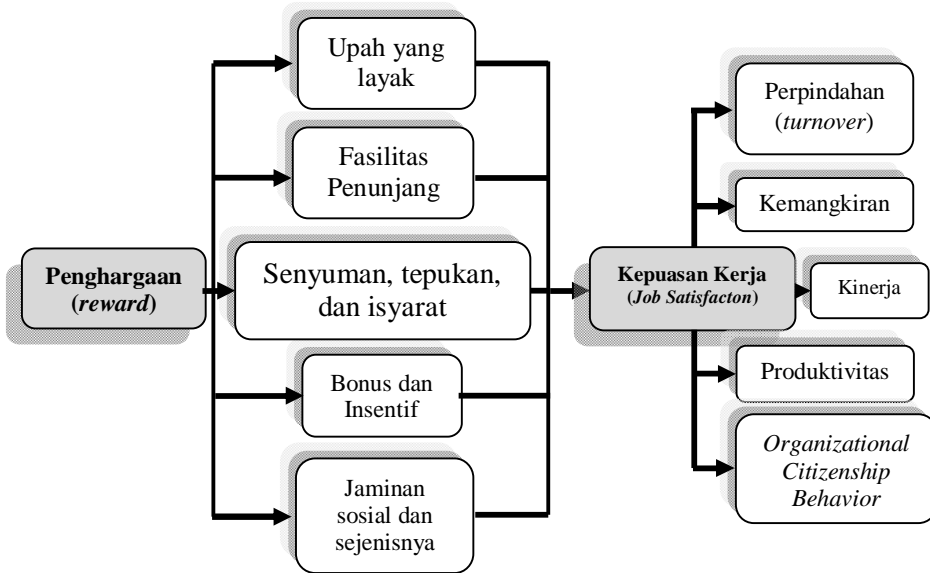 Penghargaan
(reward)
Upah yang
layak
Fasilitas
Penunjang
Senyuman, tepukan,
dan isyarat
Bonus dan
Insentif
Jaminan
sosial dan
sejenisnya
Kepuasan Kerja
(Job Satisfacton)
Perpindahan
(turnover)
Kemangkiran
Kinerja
Produktivitas
Organizational
Citizenship
Behavior